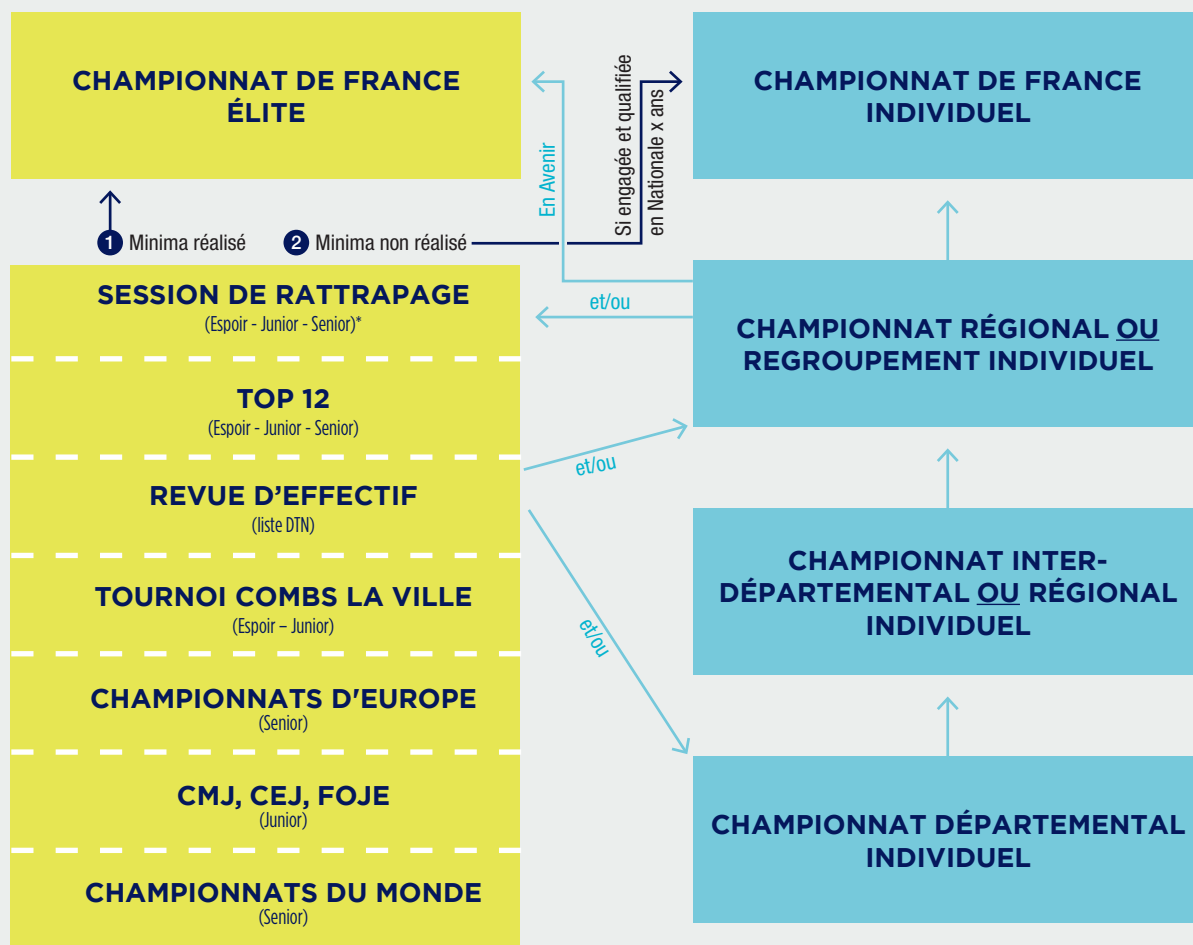 CHAMPIONNAT DE FRANCE
ÉLITE
En Avenir
Si engagée et qualifiée
en Nationale x ans
CHAMPIONNAT DE FRANCE
INDIVIDUEL
1 Minima réalisé
2 Minima non réalisé
SESSION DE RATTRAPAGE
(Espoir - Junior - Senior)*
et/ou
CHAMPIONNAT RÉGIONAL OU
REGROUPEMENT INDIVIDUEL
TOP 12
(Espoir - Junior - Senior)
et/ou
REVUE D'EFFECTIF
(liste DTN)
CHAMPIONNAT INTER-
DÉPARTEMENTAL OU RÉGIONAL
INDIVIDUEL
TOURNOI COMBS LA VILLE
(Espoir – Junior)
et/ou
CHAMPIONNATS D'EUROPE
(Senior)
CMJ, CEJ, FOJE
(Junior)
CHAMPIONNAT DÉPARTEMENTAL
INDIVIDUEL
CHAMPIONNATS DU MONDE
(Senior)